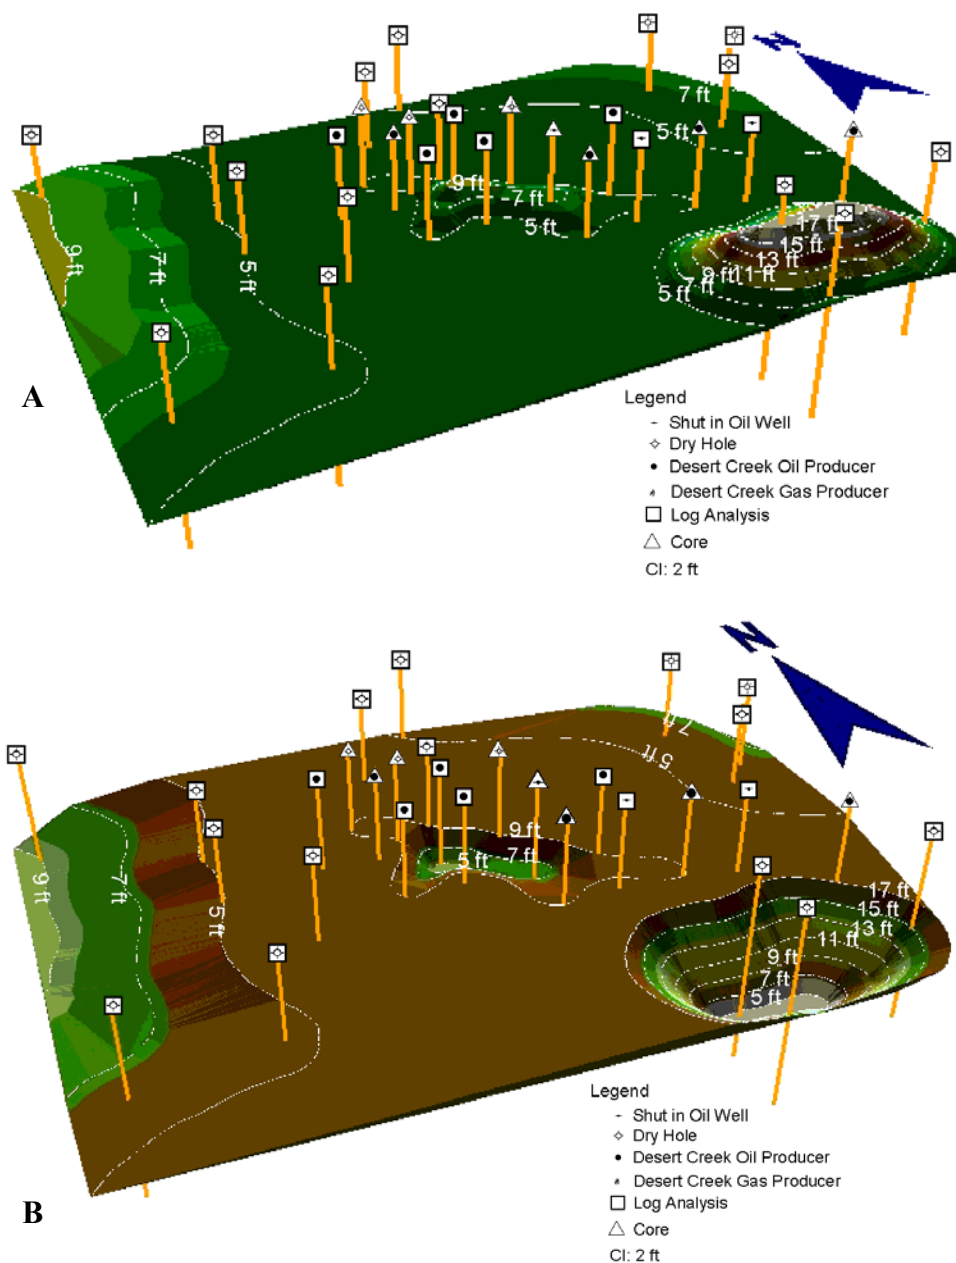 N
7 ft
5 ft
9 ft
7 ft
5 ft
9 ft
7 ft
5 ft
17 ft
15 ft
13 ft
11 ft
9 ft
7 ft
5 ft
A
Legend
Shut in Oil Well
Dry Hole
Desert Creek Oil Producer
Desert Creek Gas Producer
Log Analysis
Core
CI: 2 ft
N
7 ft
5 ft
9 ft
7 ft
5 ft
9 ft
7 ft
5 ft
17 ft
15 ft
13 ft
11 ft
9 ft
7 ft
5 ft
B
Legend
Shut in Oil Well
Dry Hole
Desert Creek Oil Producer
Desert Creek Gas Producer
Log Analysis
Core
CI: 2 ft